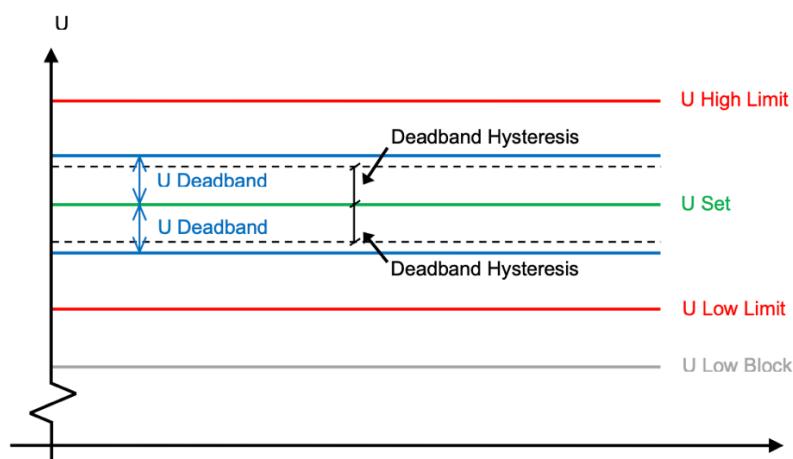 U
U High Limit
Deadband Hysteresis
U Deadband
U Set
U Deadband
Deadband Hysteresis
U Low Limit
U Low Block